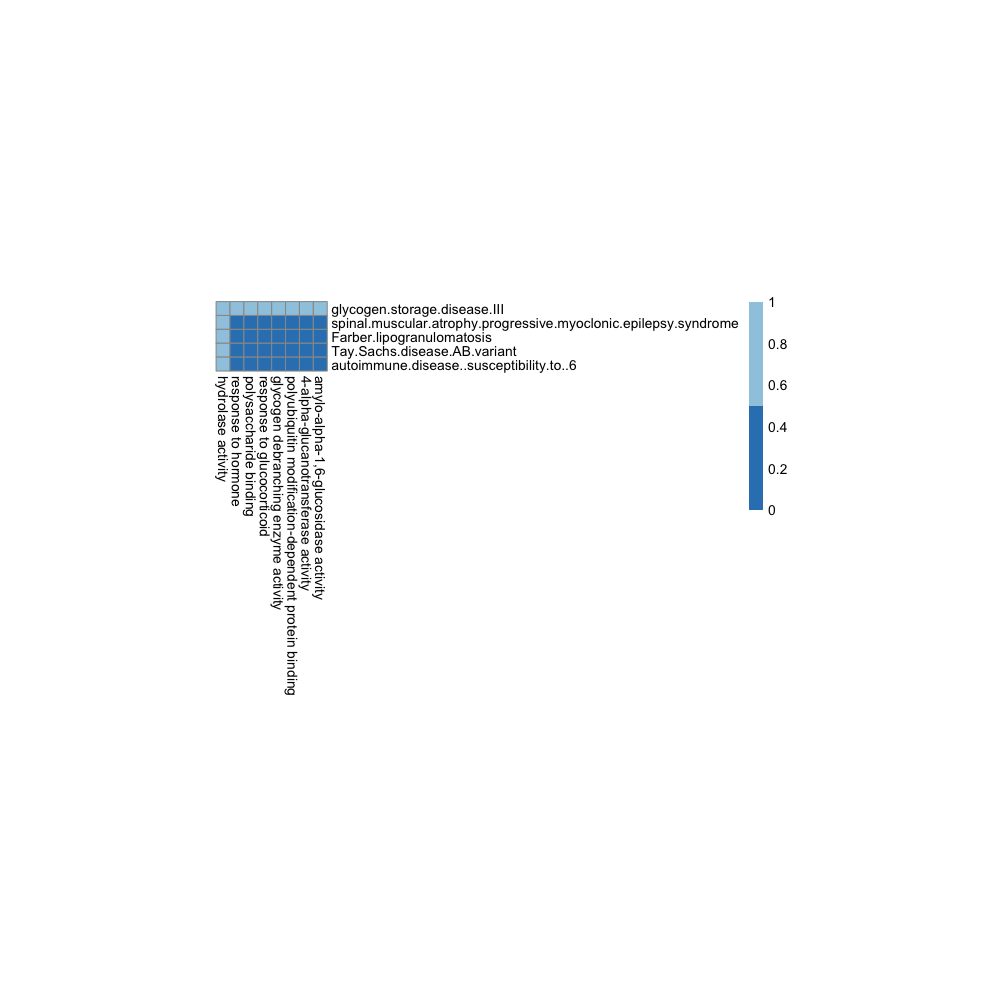 glycogen.storage.disease.III
spinal.muscular.atrophy.progressive.myoclonic.epilepsy.syndrome
Farber.lipogranulomatosis
Tay.Sachs.disease.AB.variant
autoimmune.disease..susceptibility.to..6
hydrolase activity
response to hormone
polysaccharide binding
response to glucocorticoid
glycogen debranching enzyme activity
polyubiquitin modification-dependent protein binding
4-alpha-glucanotransferase activity
amylo-alpha-1,6-glucosidase activity
1
0.8
0.6
0.4
0.2
0